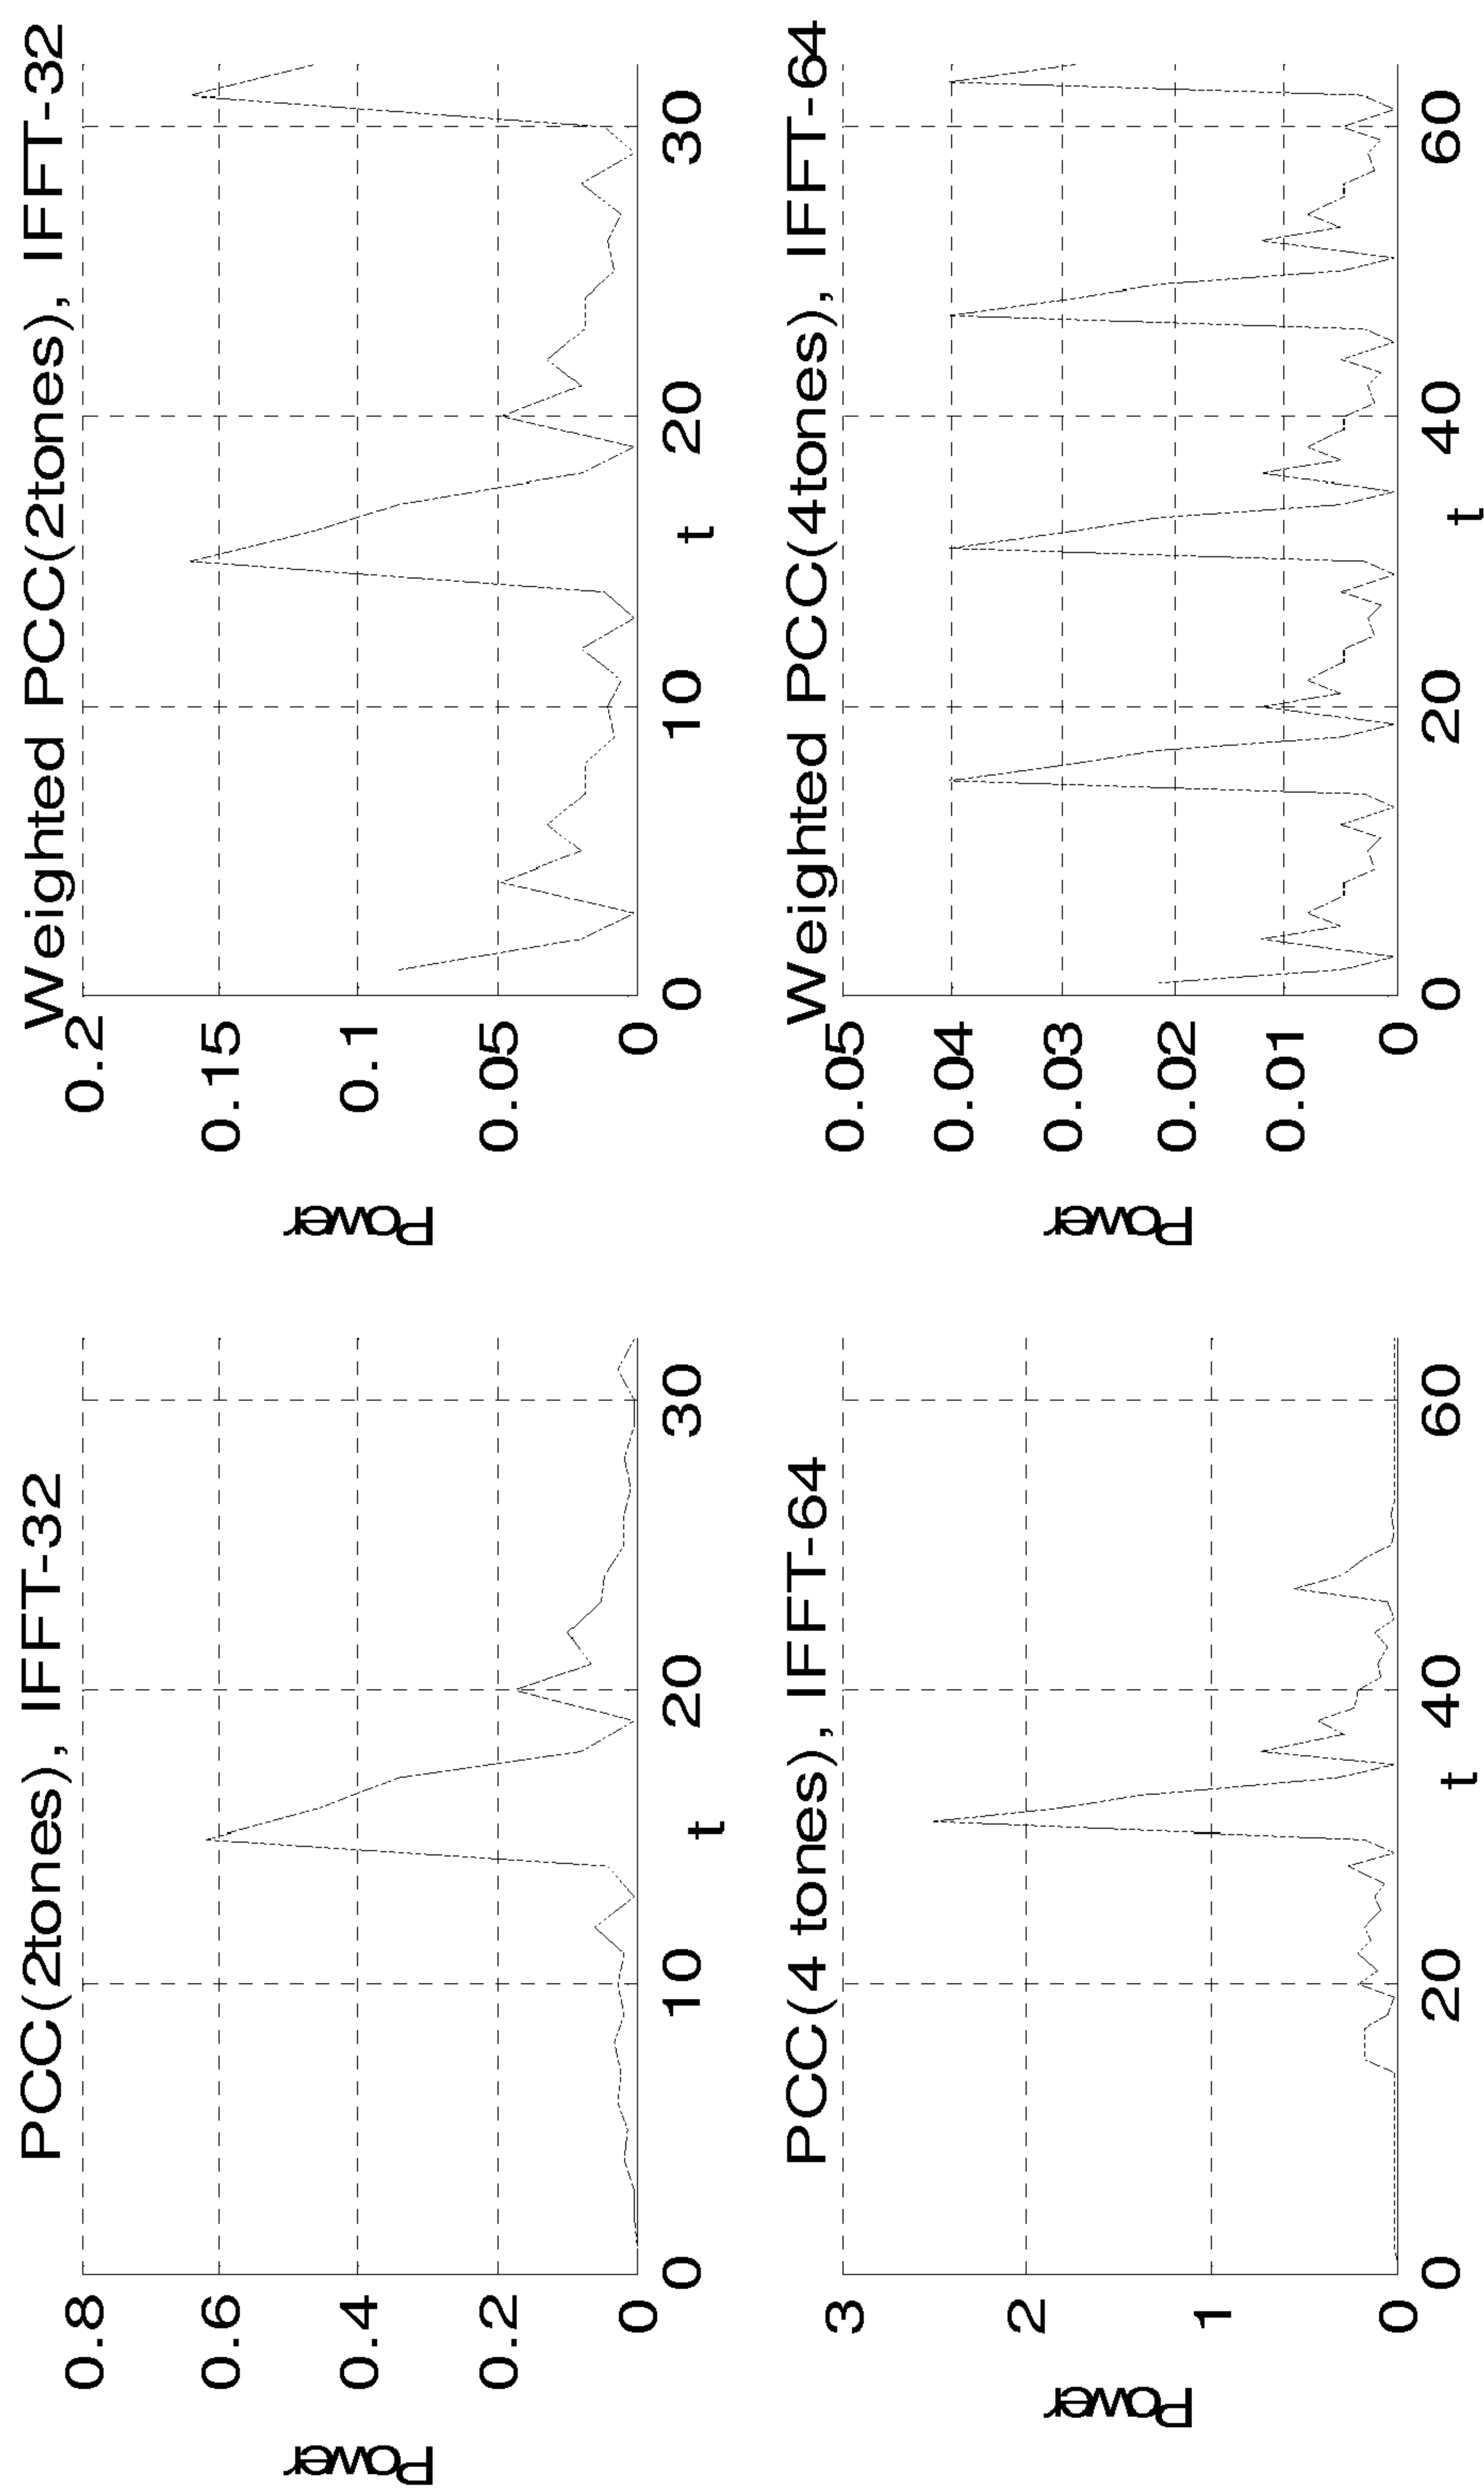 PCC(2tones), IFFT-32
0.8
0.6
0.4
0.2
0
Power
0 10 20 30
t
Weighted PCC(2tones), IFFT-32
0.2
0.15
0.1
0.05
0
Power
0 10 20 30
t
PCC(4 tones), IFFT-64
3
2
1
0
Power
0 20 40 60
t
Weighted PCC(4tones), IFFT-64
0.05
0.04
0.03
0.02
0.01
0
Power
0 20 40 60
t